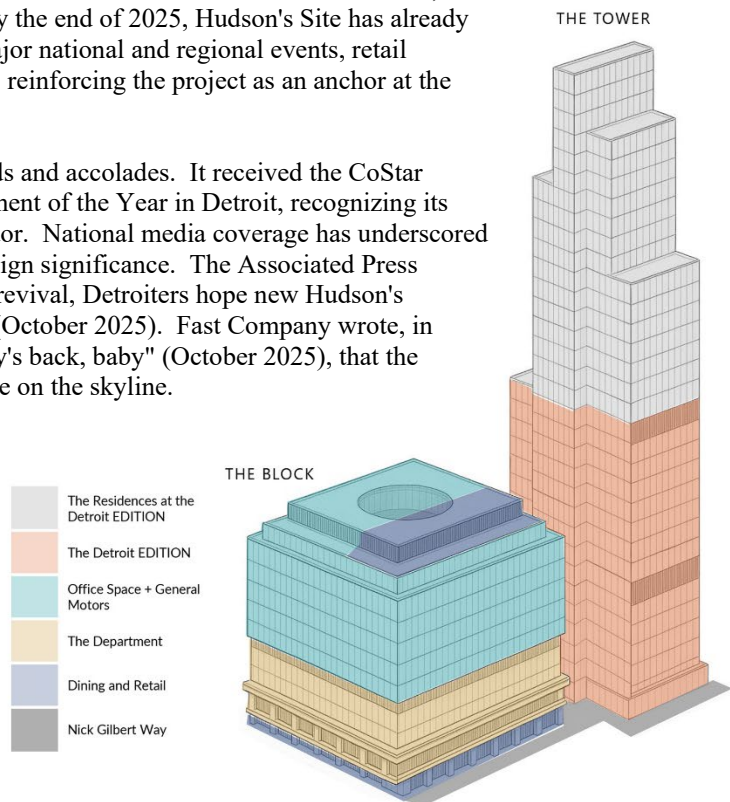 y the end of 2025, Hudson's Site has already
jor national and regional events, retail
reinforcing the project as an anchor at the
ds and accolades.  It received the CoStar
ment of the Year in Detroit, recognizing its
tor.  National media coverage has underscored
ign significance.  The Associated Press
revival, Detroiters hope new Hudson's
(October 2025).  Fast Company wrote, in
y's back, baby" (October 2025), that the
e on the skyline.
THE TOWER
THE BLOCK
The Residences at the
Detroit EDITION
The Detroit EDITION
Office Space + General
Motors
The Department
Dining and Retail
Nick Gilbert Way